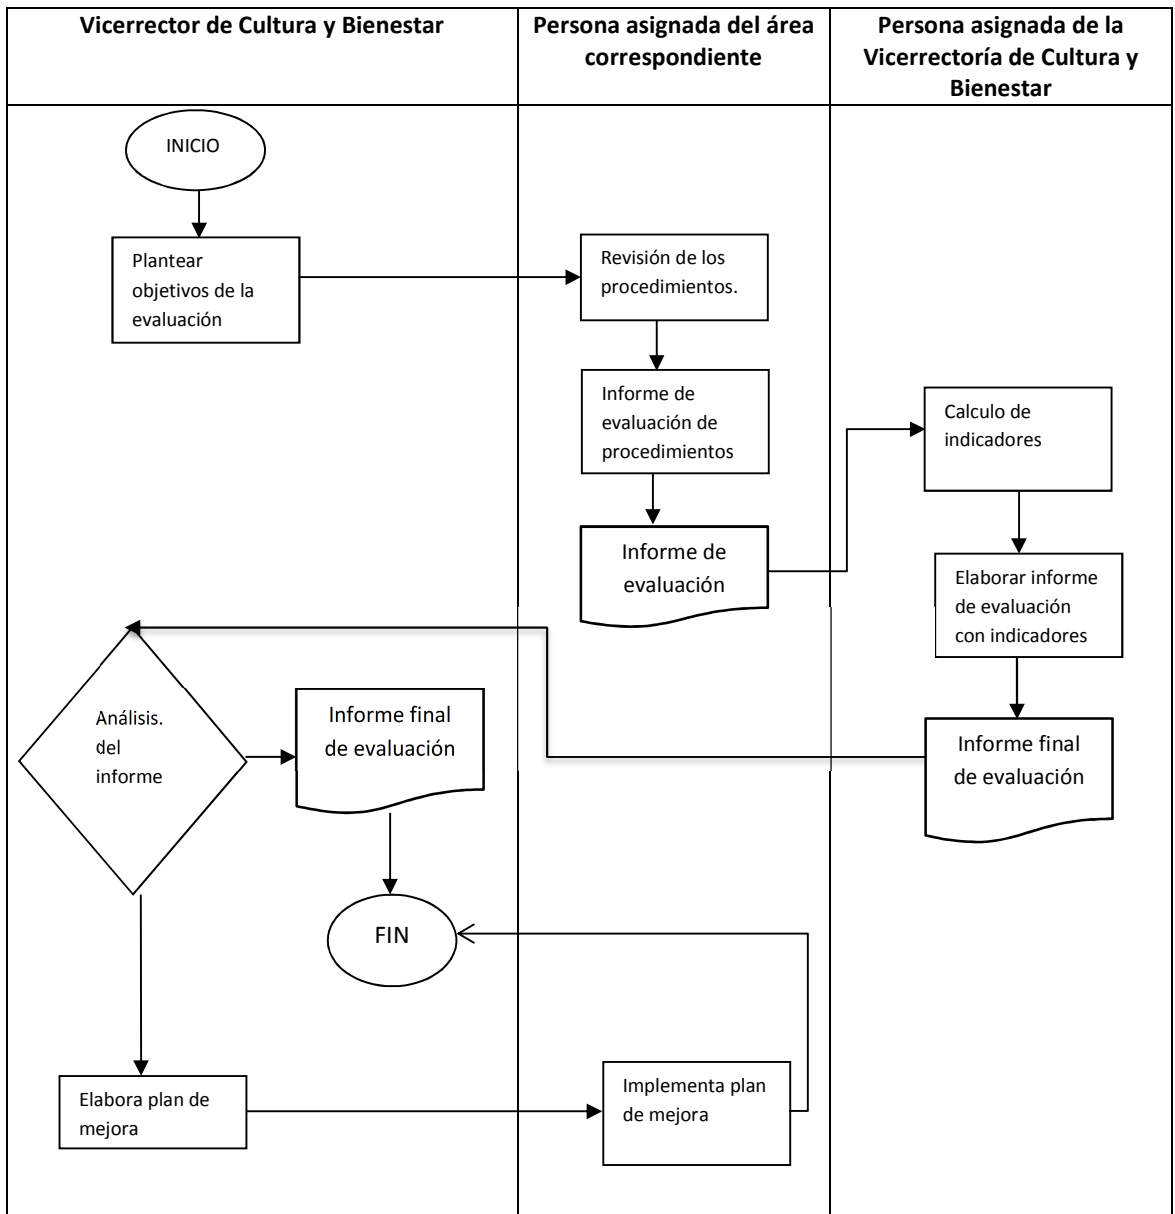 Vicerrector de Cultura y Bienestar
Persona asignada del área
correspondiente
Persona asignada de la
Vicerrectoría de Cultura y
Bienestar
INICIO
Plantear
objetivos de la
evaluación
Revisión de los
procedimientos.
Informe de
evaluación de
procedimientos
Informe de
evaluación
Calculo de
indicadores
Elaborar informe
de evaluación
con indicadores
Informe final
de evaluación
Análisis.
del
informe
Informe final
de evaluación
FIN
Elabora plan de
mejora
Implementa plan
de mejora